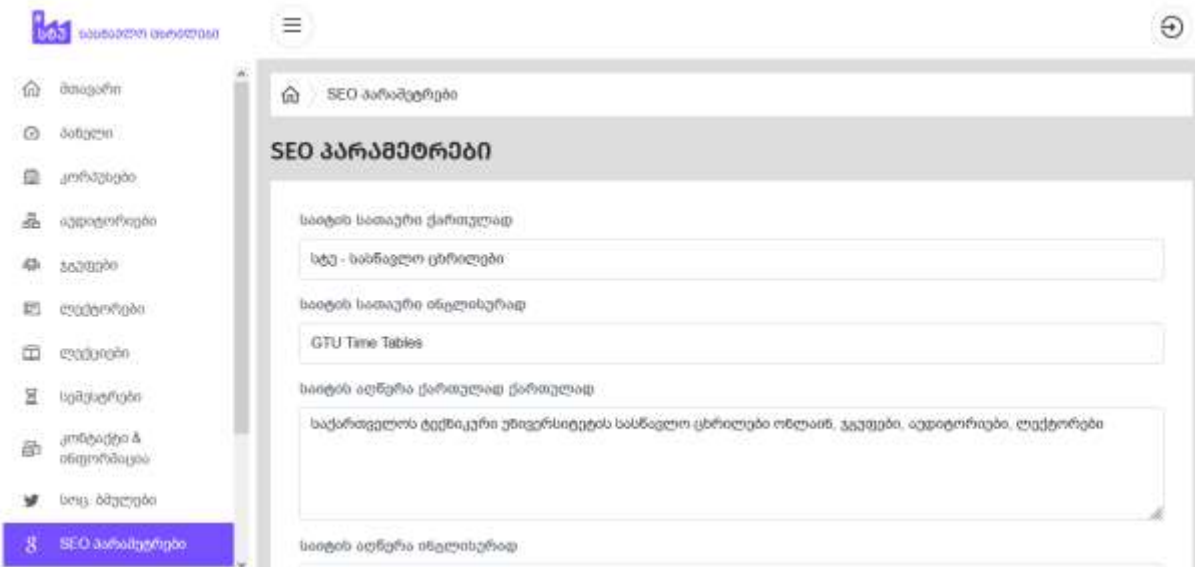 სტუ სასწავლო ცხრილები
მთავარი
პანელი
კორპუსები
აუდიტორიები
ჯგუფები
ლექტორები
ლექციები
სემესტრები
კონტაქტი &
ინფორმაცია
სოც. ბმულები
SEO პარამეტრები
SEO პარამეტრები
SEO პარამეტრები
საიტის სათაური ქართულად
სტუ - სასწავლო ცხრილები
საიტის სათაური ინგლისურად
GTU Time Tables
საიტის აღწერა ქართულად ქართულად
საქართველოს ტექნიკური უნივერსიტეტის სასწავლო ცხრილები ონლაინ, ჯგუფები, აუდიტორიები, ლექტორები
საიტის აღწერა ინგლისურად